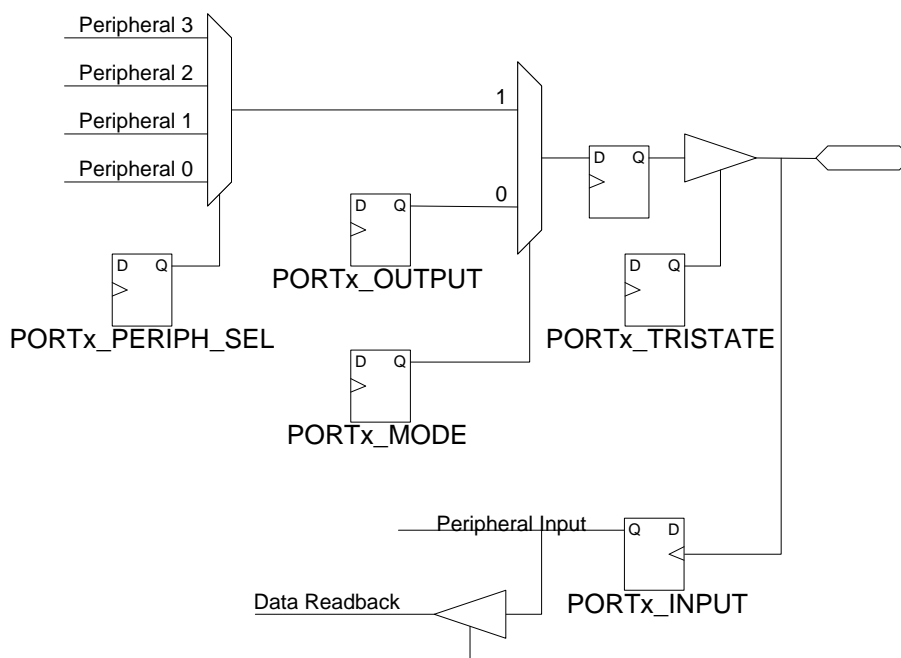 Peripheral 3
Peripheral 2
Peripheral 1
Peripheral 0
1
0
D Q
PORTx_PERIPH_SEL
D Q
PORTx_OUTPUT
D Q
PORTx_MODE
D Q
D Q
PORTx_TRISTATE
Peripheral Input
Q D
PORTx_INPUT
Data Readback